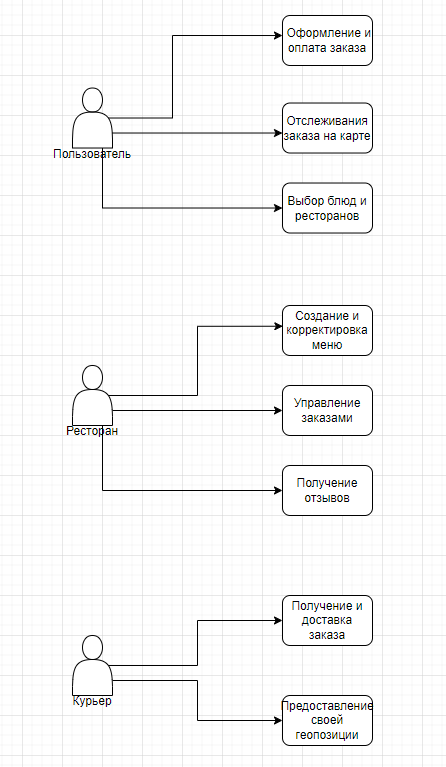 Оформление и
оплата заказа
Отслеживания
заказа на карте
Пользователь
Выбор блюд и
ресторанов
Создание и
корректировка
меню
Управление
заказами
Ресторан
Получение
отзывов
Получение и
доставка
заказа
Курьер
Предоставление
своей
геопозиции